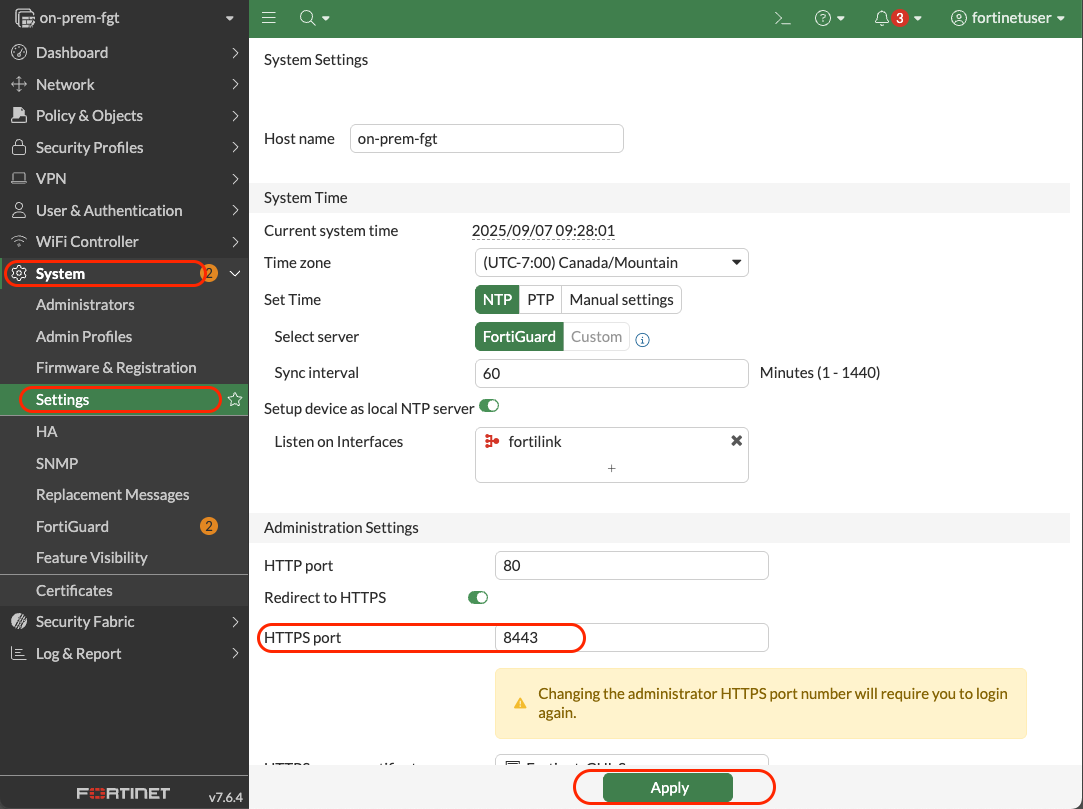 on-prem-fgt
3
fortinetuser
Dashboard
Network
Policy & Objects
Security Profiles
VPN
User & Authentication
WiFi Controller
System 2
Administrators
Admin Profiles
Firmware & Registration
Settings
HA
SNMP
Replacement Messages
FortiGuard 2
Feature Visibility
Certificates
Security Fabric
Log & Report
FORTINET v7.6.4
System Settings
Host name on-prem-fgt
System Time
Current system time 2025/09/07 09:28:01
Time zone (UTC-7:00) Canada/Mountain
Set Time NTP PTP Manual settings
Select server FortiGuard Custom
Sync interval 60 Minutes (1 - 1440)
Setup device as local NTP server
Listen on Interfaces fortilink
+
Administration Settings
HTTP port 80
Redirect to HTTPS
HTTPS port 8443
Changing the administrator HTTPS port number will require you to login
again.
Apply